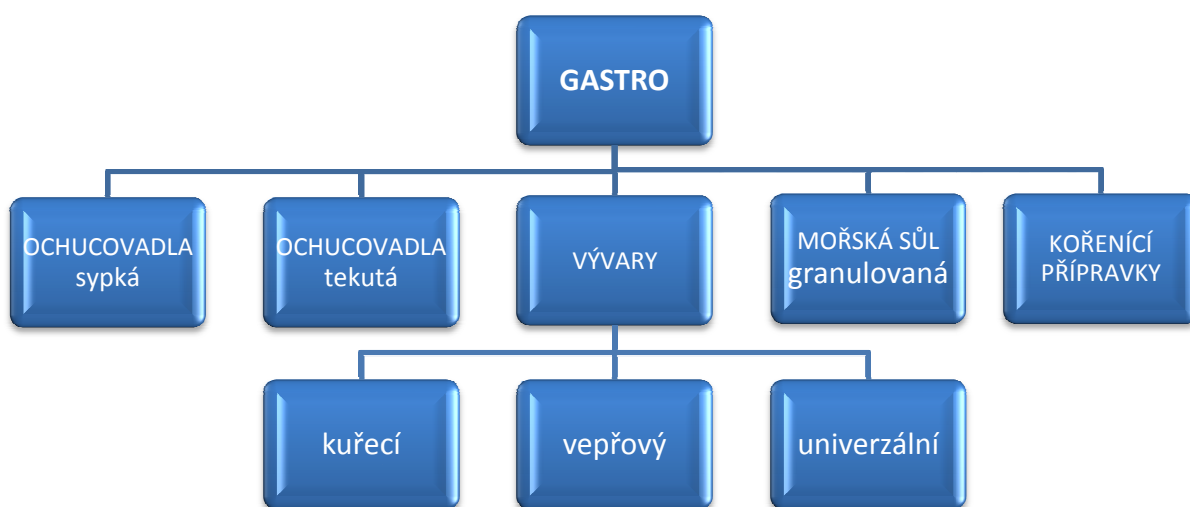 GASTRO
OCHUCOVADLA
sypká
OCHUCOVADLA
tekutá
VÝVARY
MOŘSKÁ SŮL
granulovaná
KOŘENÍCÍ
PŘÍPRAVKY
kuřecí
vepřový
univerzální